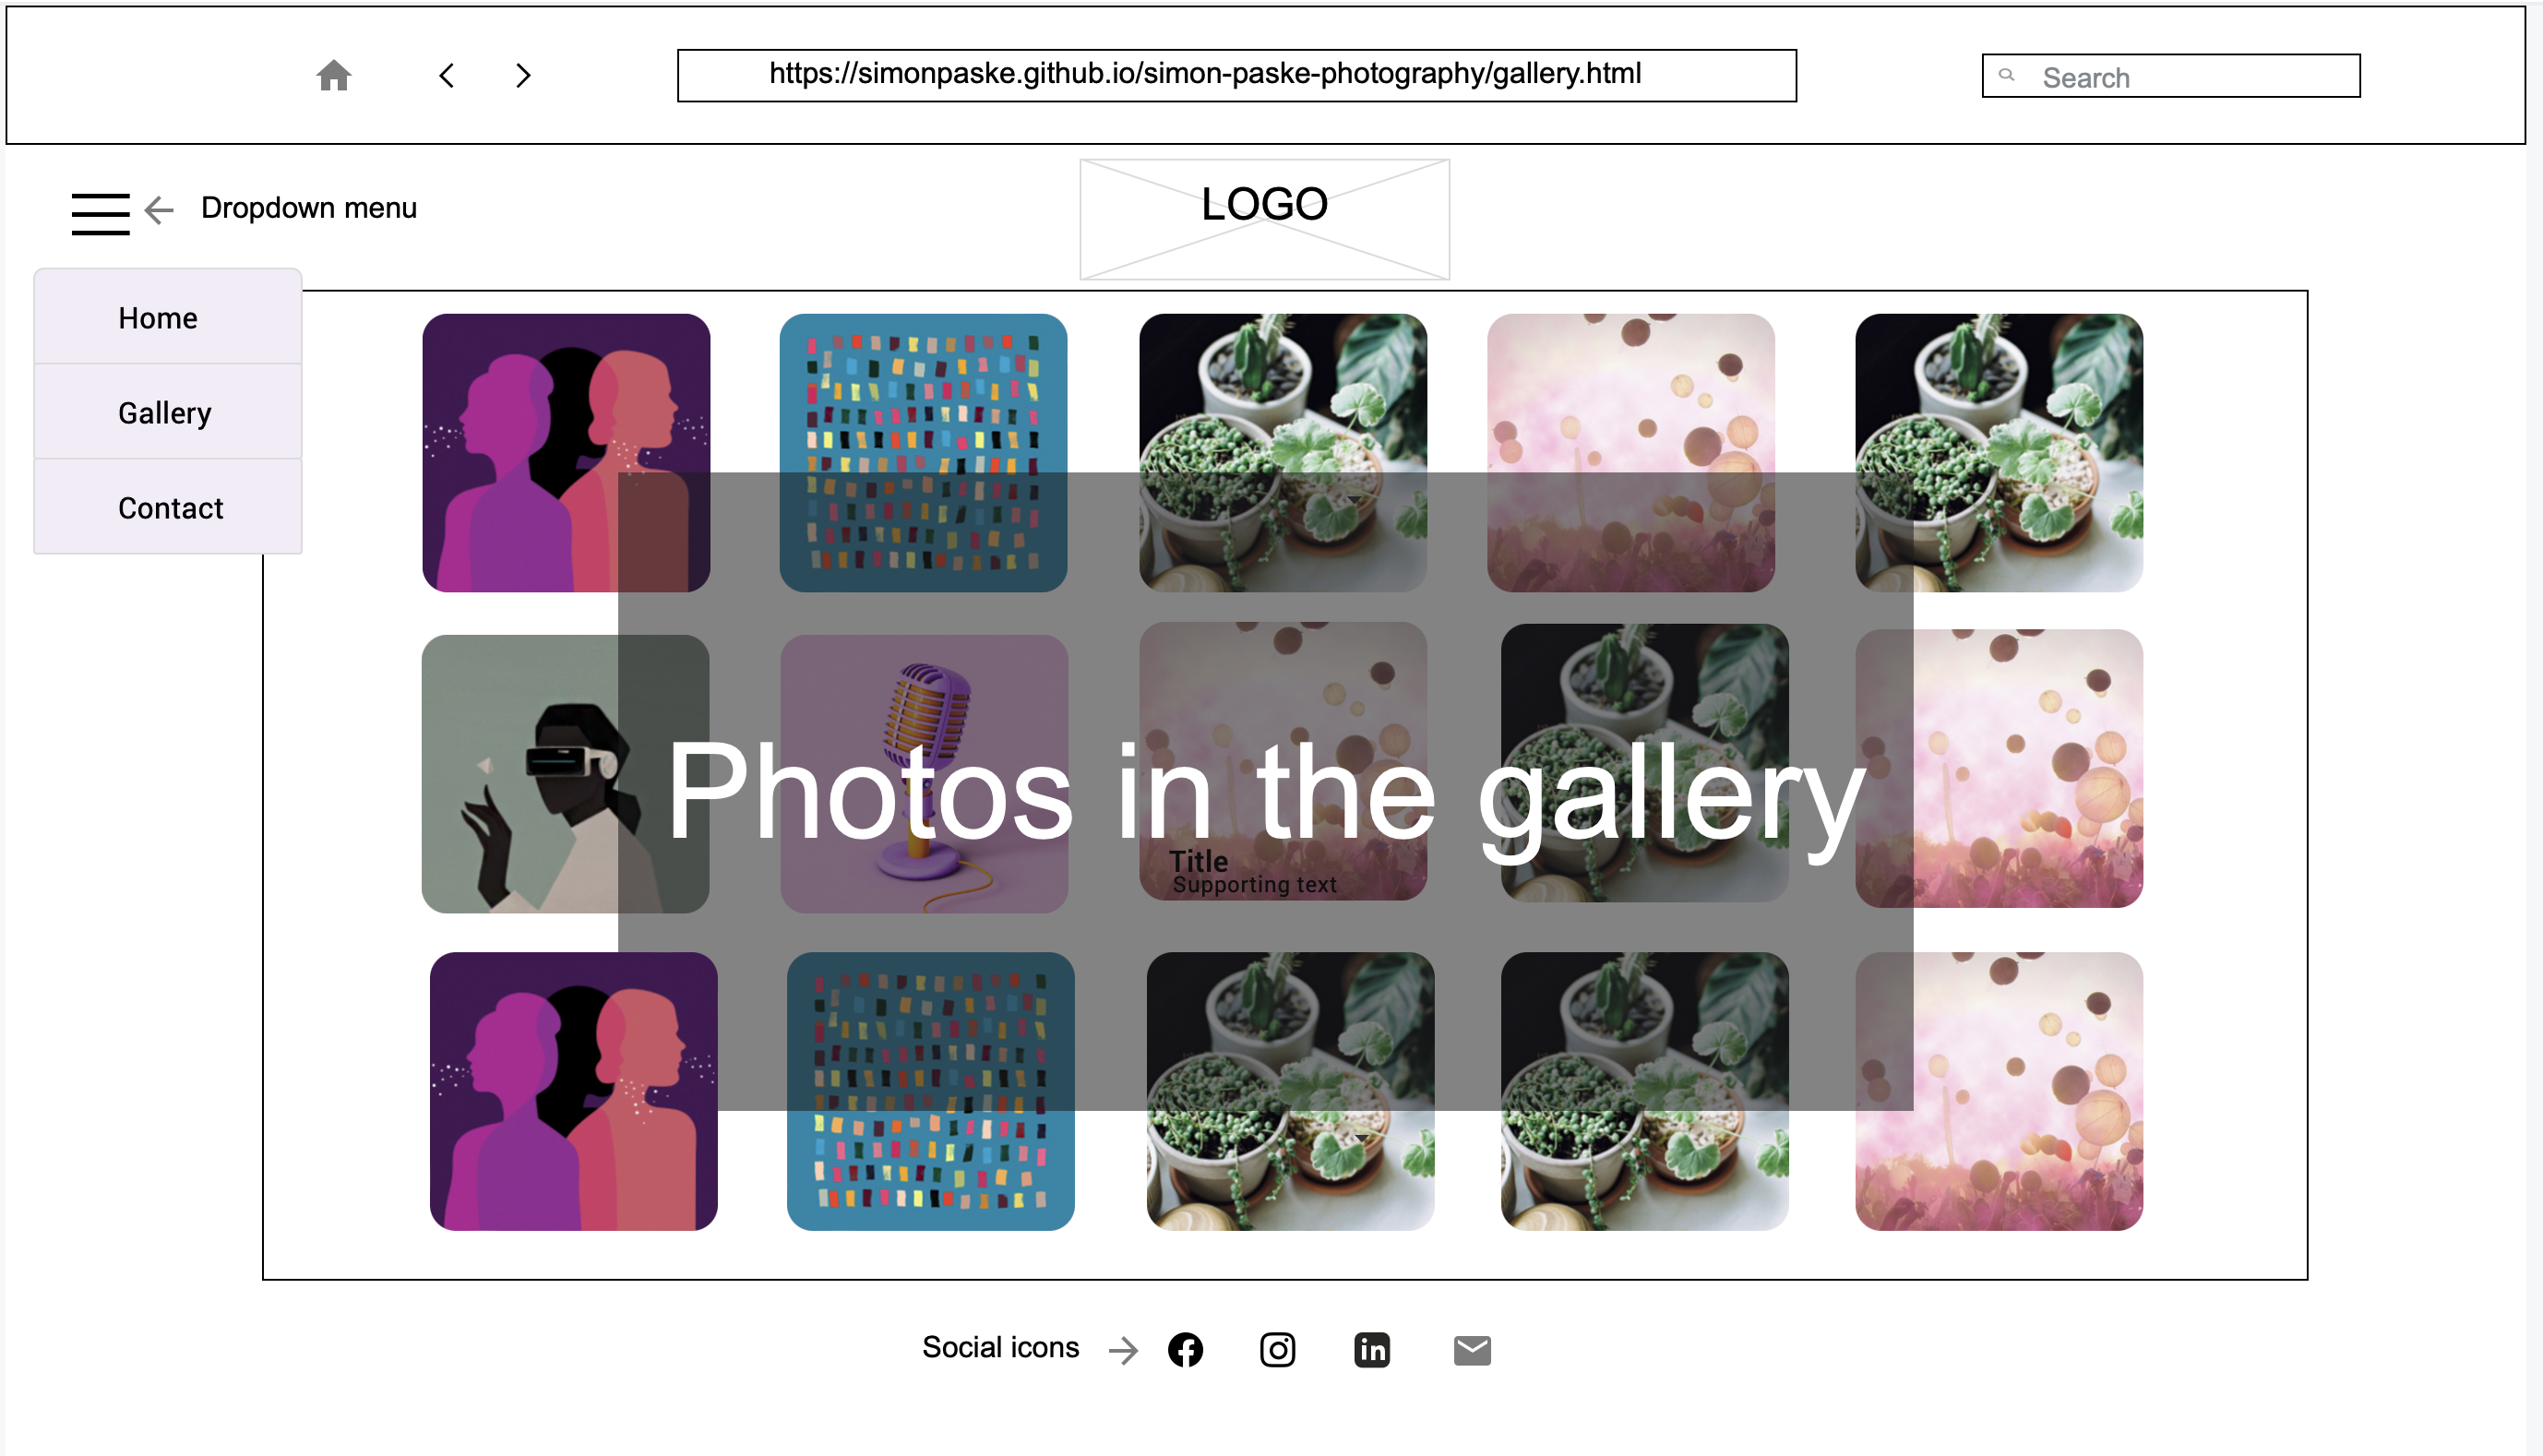 https://simonpaske.github.io/simon-paske-photography/gallery.html
Search
Dropdown menu
LOGO
Home
Gallery
Contact
Photos in the gallery
Title
Supporting text
Social icons
in